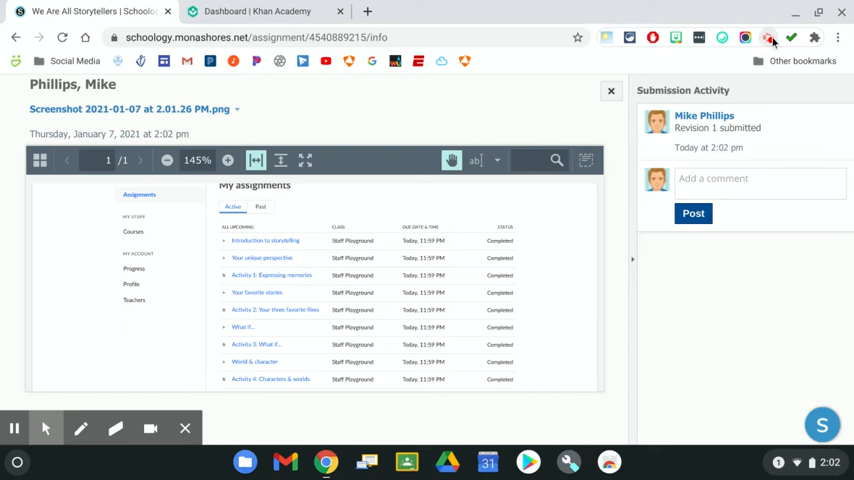 We Are All Storytellers | Schoolog
Dashboard | Khan Academy
schoology.monashores.net/assignment/4540889215/info
Social Media
Other bookmarks
Phillips, Mike
Screenshot 2021-01-07 at 2.01.26 PM.png
Thursday, January 7, 2021 at 2:02 pm
1 /1
145%
ab
My assignments
Assignments
MY STUFF
Courses
MY ACCOUNT
Progress
Profile
Teachers
Active Past
ALL UPCOMING CLASS DUE DATE & TIME STATUS
Introduction to storytelling Staff Playground Today, 11:59 PM Completed
Your unique perspective Staff Playground Today, 11:59 PM Completed
Activity 1: Expressing memories Staff Playground Today, 11:59 PM Completed
Your favorite stories Staff Playground Today, 11:59 PM Completed
Activity 2: Your three favorite films Staff Playground Today, 11:59 PM Completed
What if... Staff Playground Today, 11:59 PM Completed
Activity 3: What if... Staff Playground Today, 11:59 PM Completed
World & character Staff Playground Today, 11:59 PM Completed
Activity 4: Characters & worlds Staff Playground Today, 11:59 PM Completed
Submission Activity
Mike Phillips
Revision 1 submitted
Today at 2:02 pm
Add a comment
Post
S
31
1
2:02